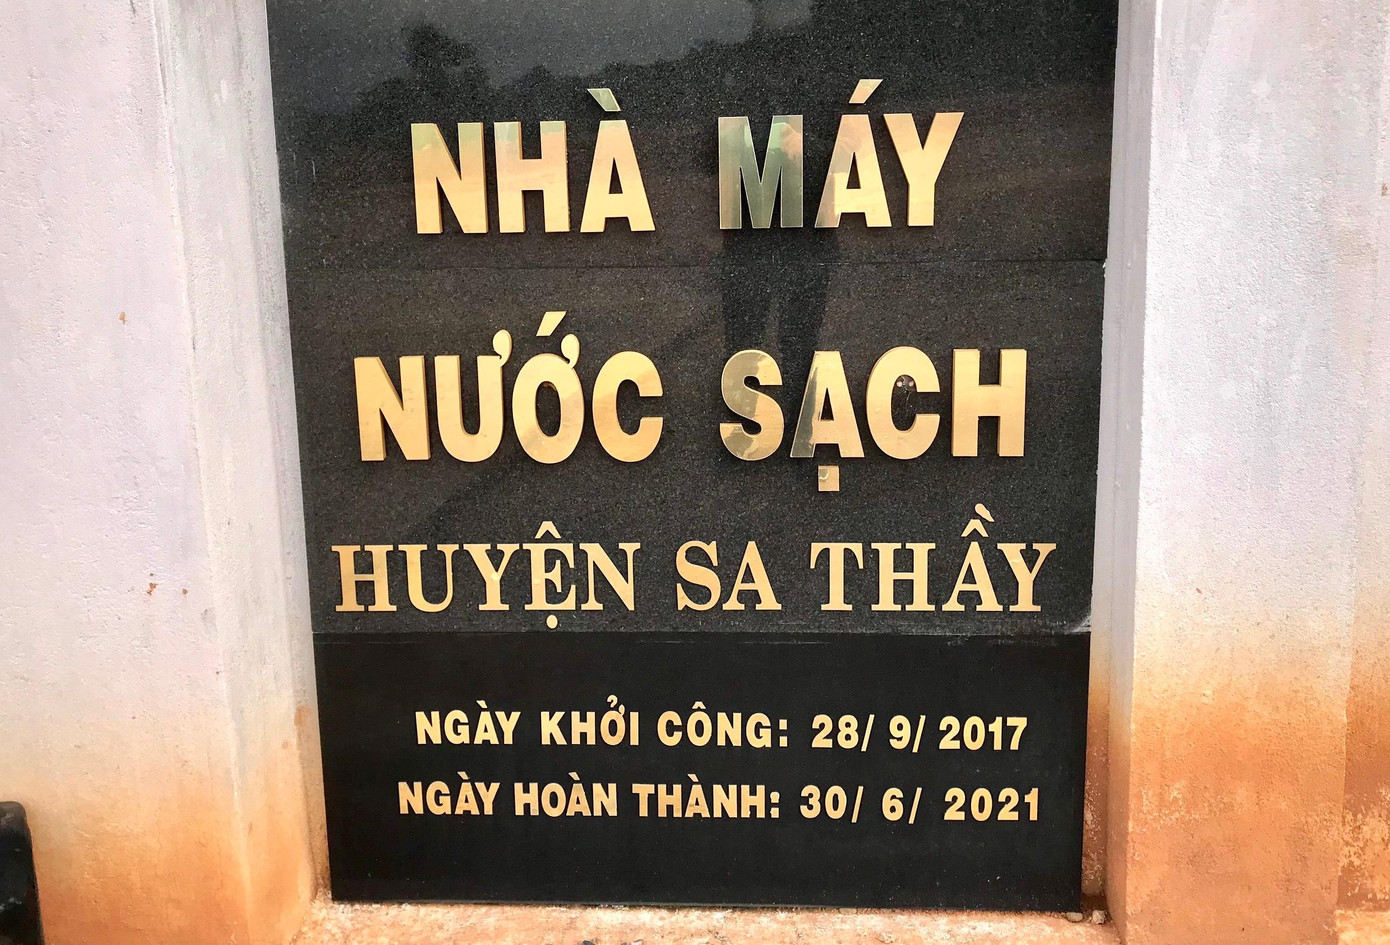 NHÀ MÁY
NƯỚC SẠCH
HUYỆN SA THẦY
NGÀY KHỞI CÔNG: 28/ 9/ 2017
NGÀY HOÀN THÀNH: 30/ 6/ 2021